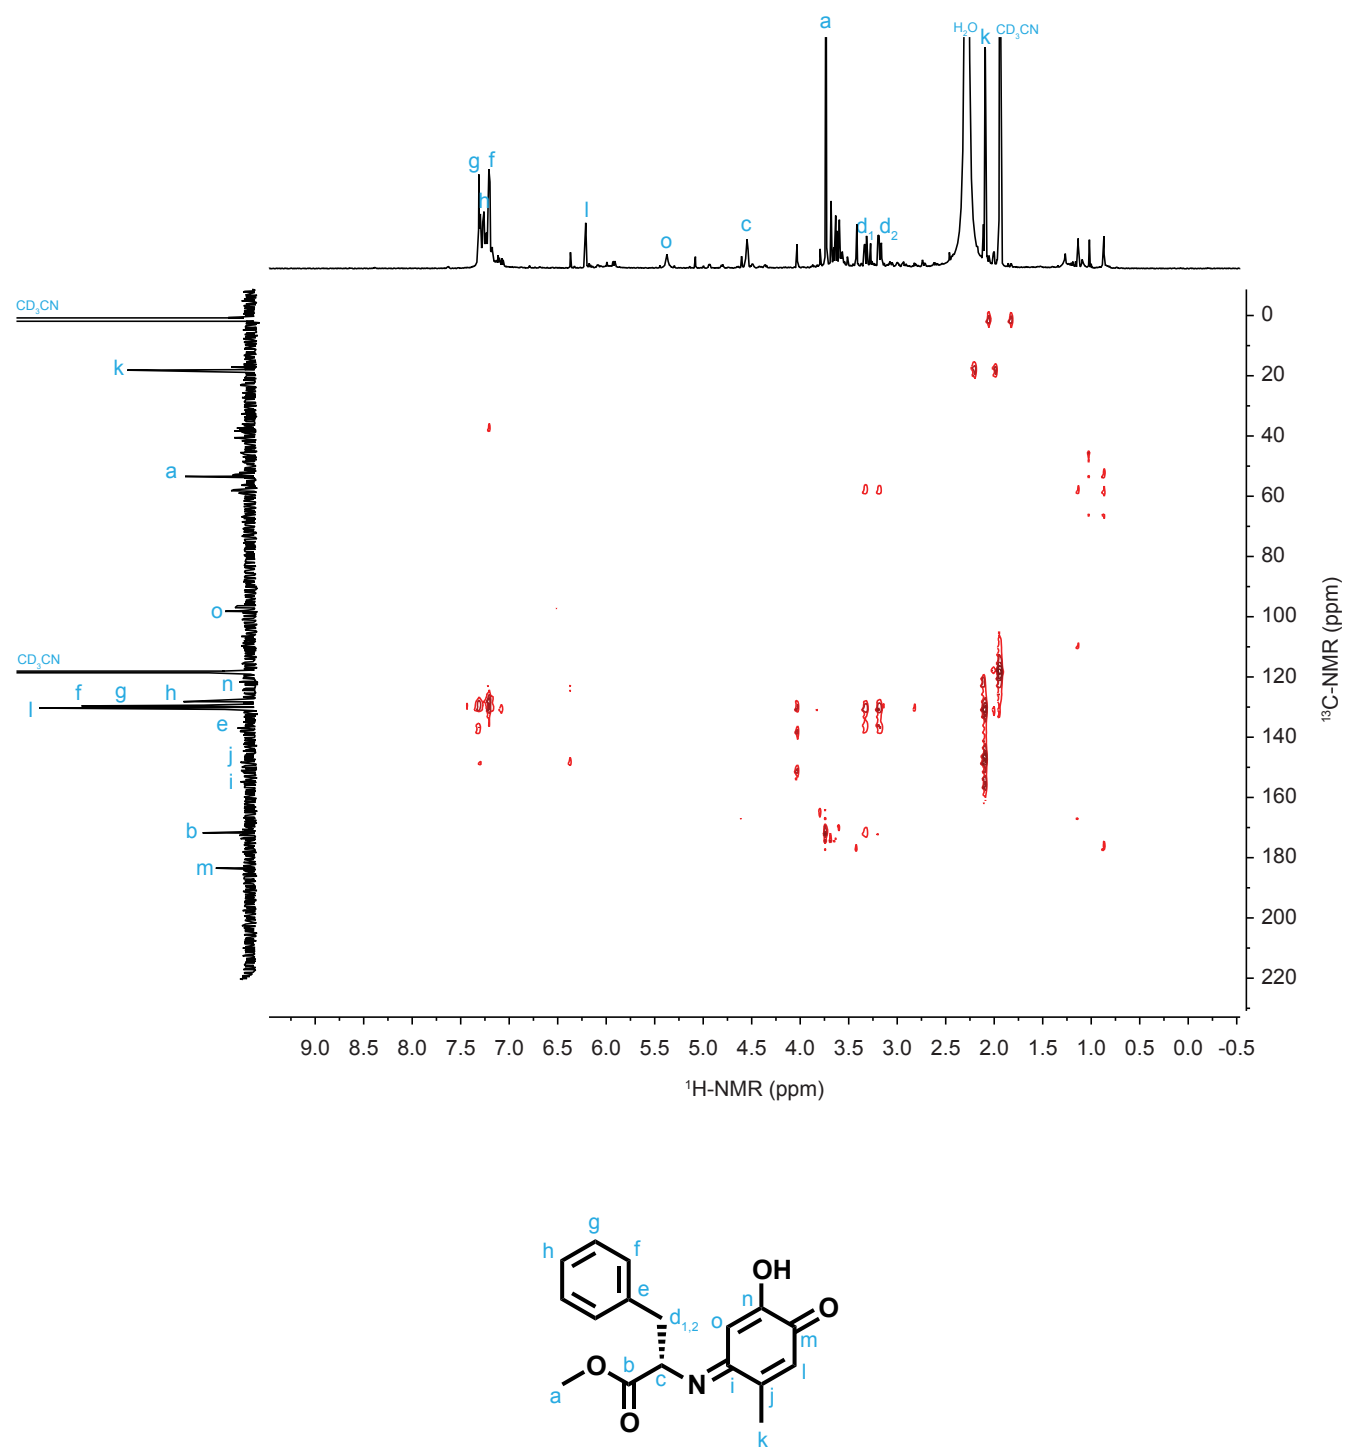 a
H₂O
k
CD₃CN
g
f
h
l
o
c
d₁
d₂
CD₃CN
k
a
o
CD₃CN
n
f
g
h
l
e
j
i
b
m
0
20
40
60
80
100
120
140
160
180
200
220
¹³C-NMR (ppm)
9.0 8.5 8.0 7.5 7.0 6.5 6.0 5.5 5.0 4.5 4.0 3.5 3.0 2.5 2.0 1.5 1.0 0.5 0.0 -0.5
¹H-NMR (ppm)
g
h
f
OH
e
n
O
d₁,₂
o
m
b
O
c
l
a
N
i
j
O
k